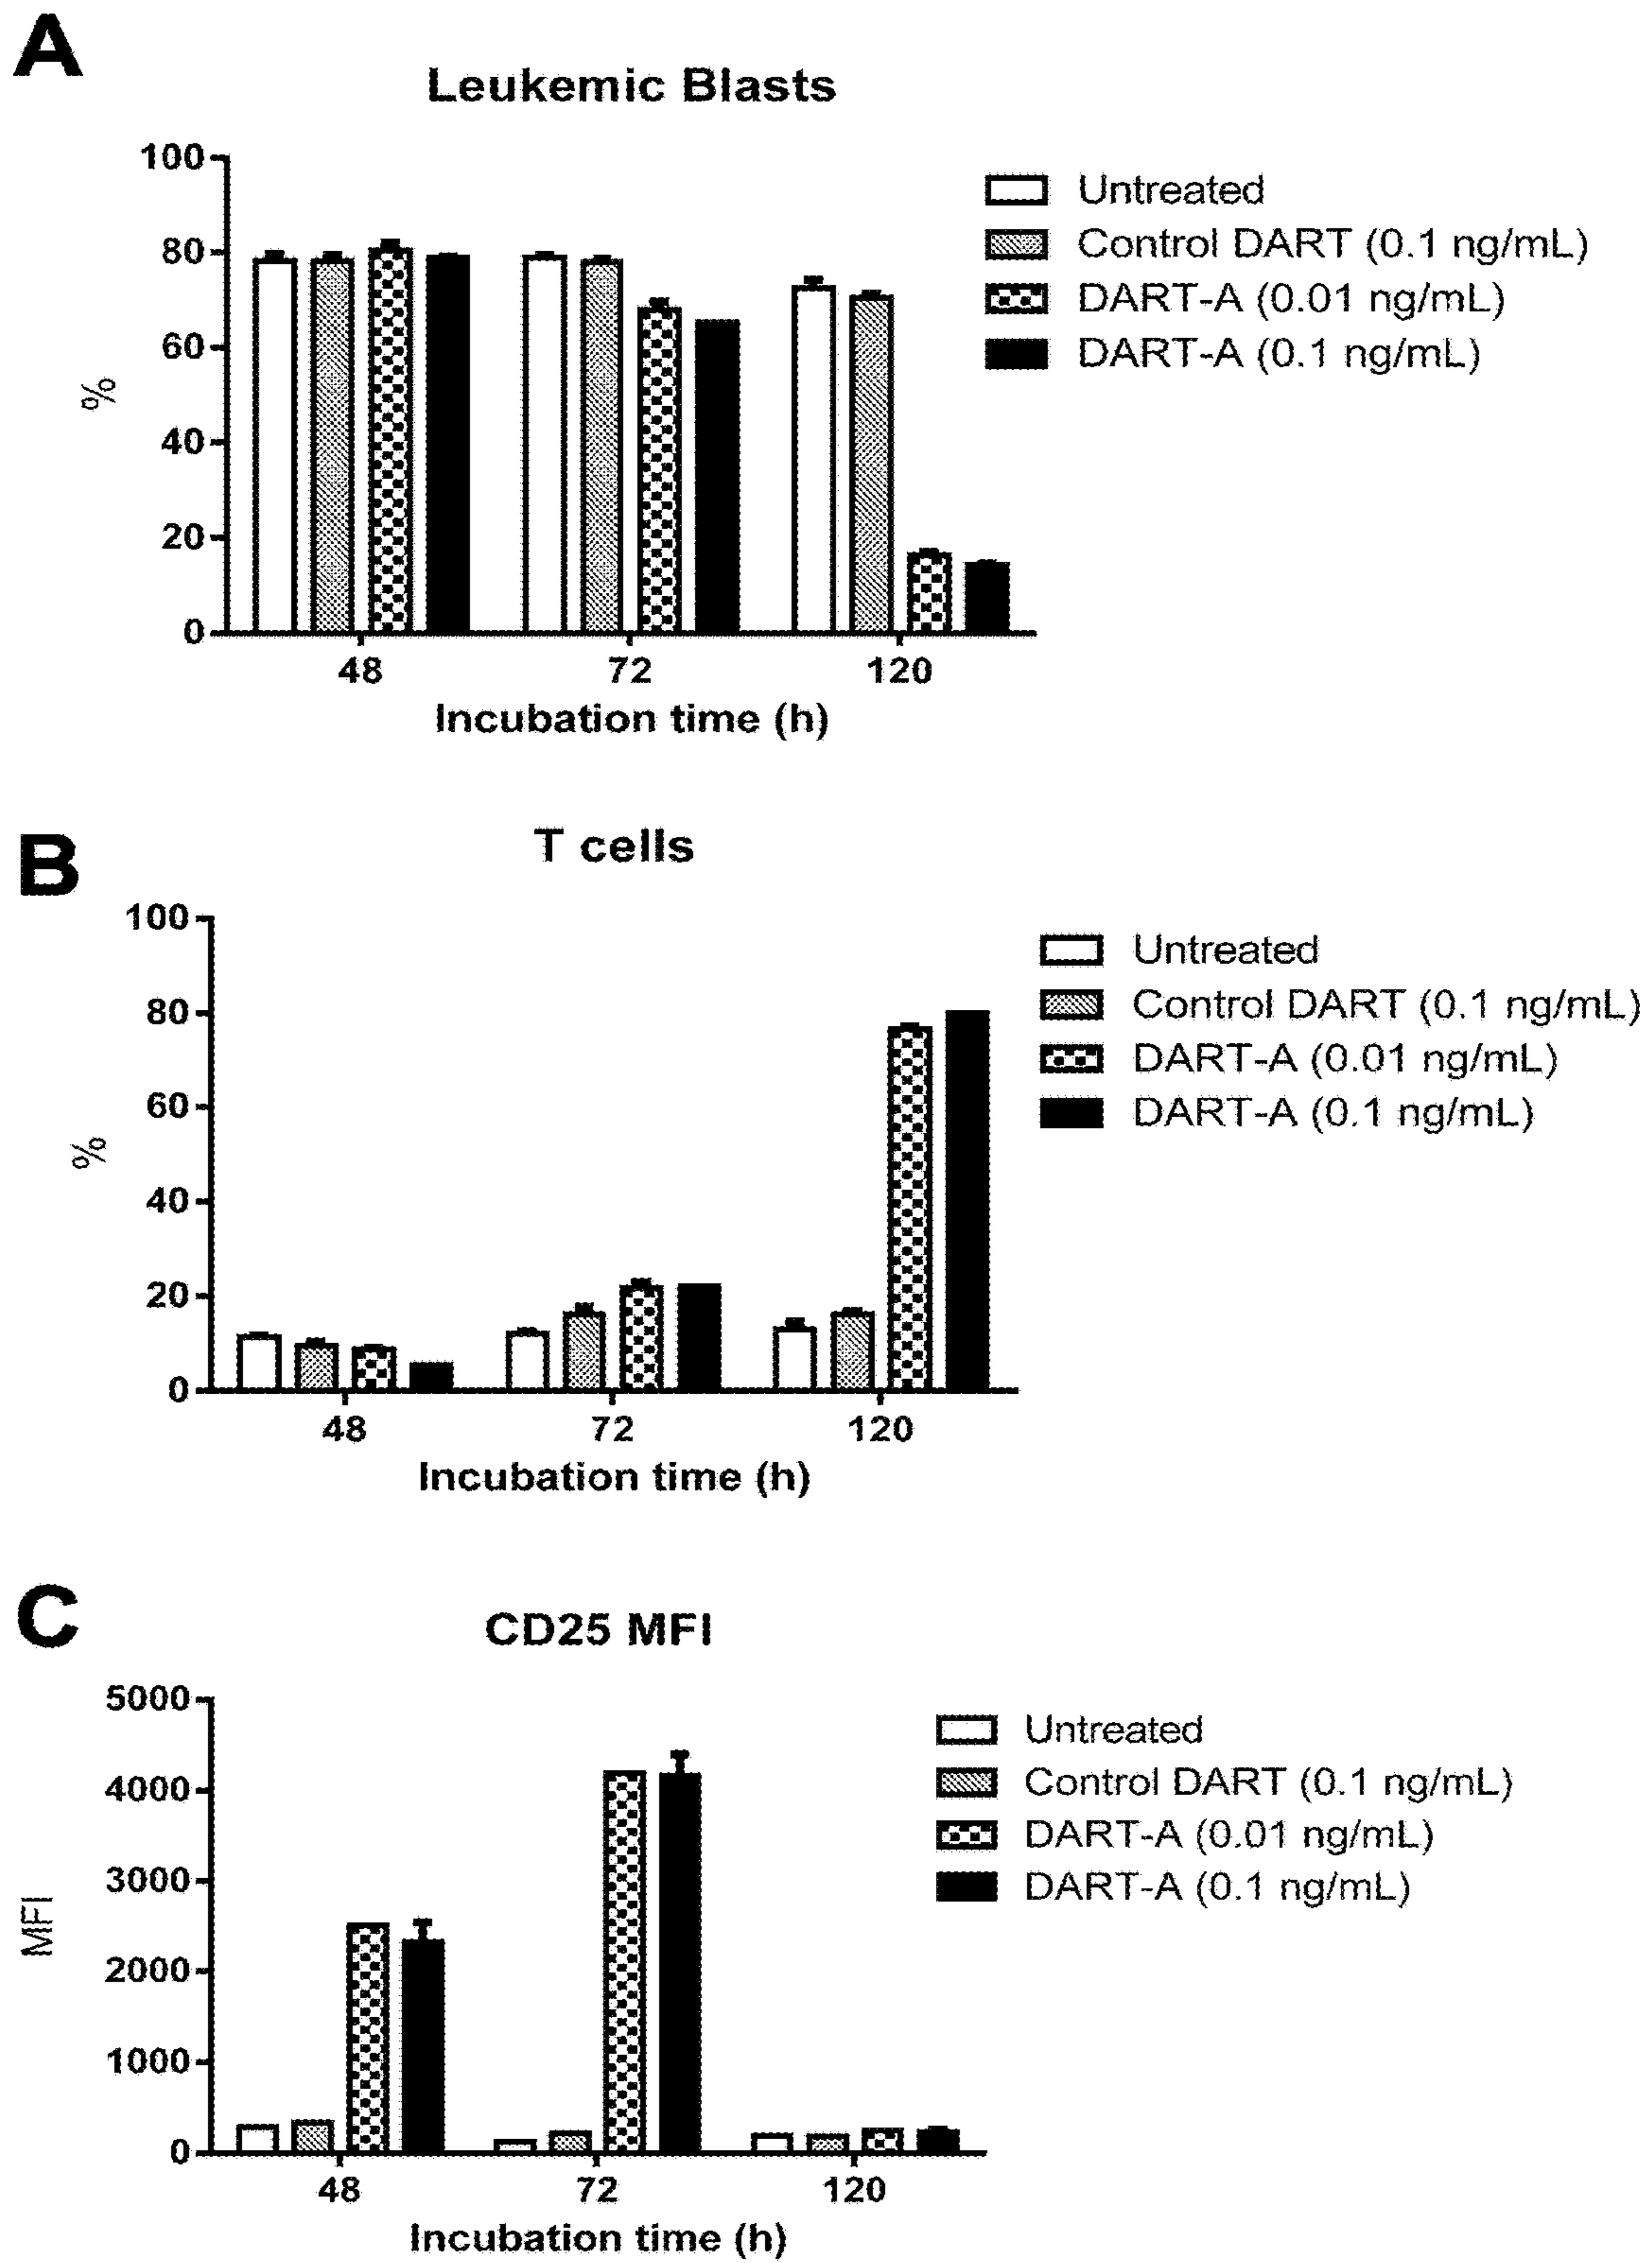 A
Leukemic Blasts
100
80
60
40
20
0
%
48
72
120
Incubation time (h)
Untreated
Control DART (0.1 ng/mL)
DART-A (0.01 ng/mL)
DART-A (0.1 ng/mL)
B
T cells
100
80
60
40
20
0
%
48
72
120
Incubation time (h)
Untreated
Control DART (0.1 ng/mL)
DART-A (0.01 ng/mL)
DART-A (0.1 ng/mL)
C
CD25 MFI
5000
4000
3000
2000
1000
0
MFI
48
72
120
Incubation time (h)
Untreated
Control DART (0.1 ng/mL)
DART-A (0.01 ng/mL)
DART-A (0.1 ng/mL)